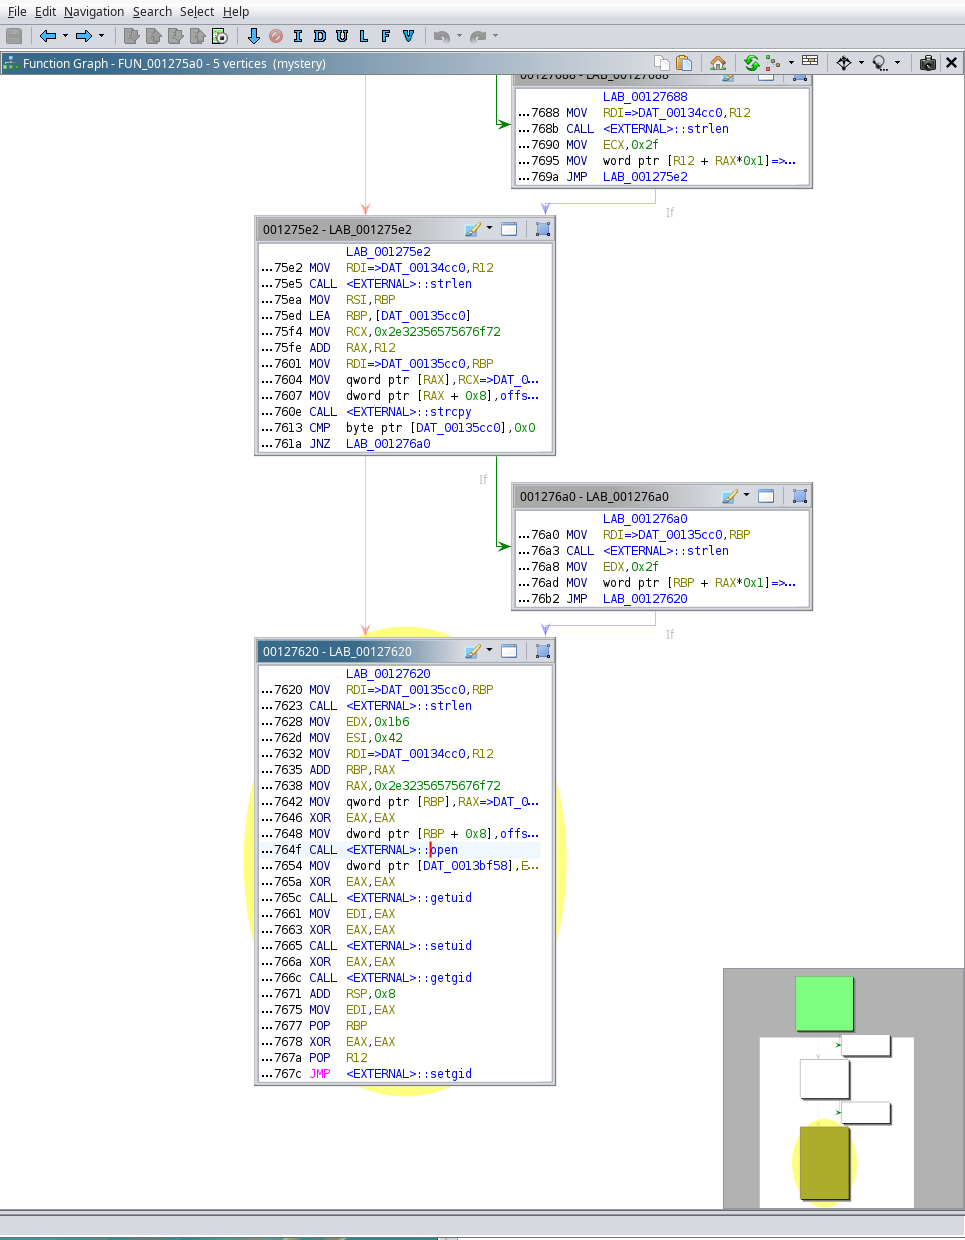 File Edit Navigation Search Select Help
I D U L F V
Function Graph - FUN_001275a0 - 5 vertices (mystery)
00127688 - LAB_00127688
LAB_00127688
...7688 MOV RDI=>DAT_00134cc0,R12
...768b CALL <EXTERNAL>::strlen
...7690 MOV ECX,0x2f
...7695 MOV word ptr [R12 + RAX*0x1]=>...
...769a JMP LAB_001275e2
If
001275e2 - LAB_001275e2
LAB_001275e2
...75e2 MOV RDI=>DAT_00134cc0,R12
...75e5 CALL <EXTERNAL>::strlen
...75ea MOV RSI,RBP
...75ed LEA RBP,[DAT_00135cc0]
...75f4 MOV RCX,0x2e32356575676f72
...75fe ADD RAX,R12
...7601 MOV RDI=>DAT_00135cc0,RBP
...7604 MOV qword ptr [RAX],RCX=>DAT_0...
...7607 MOV dword ptr [RAX + 0x8],offs...
...760e CALL <EXTERNAL>::strcpy
...7613 CMP byte ptr [DAT_00135cc0],0x0
...761a JNZ LAB_001276a0
If
001276a0 - LAB_001276a0
LAB_001276a0
...76a0 MOV RDI=>DAT_00135cc0,RBP
...76a3 CALL <EXTERNAL>::strlen
...76a8 MOV EDX,0x2f
...76ad MOV word ptr [RBP + RAX*0x1]=>...
...76b2 JMP LAB_00127620
If
00127620 - LAB_00127620
LAB_00127620
...7620 MOV RDI=>DAT_00135cc0,RBP
...7623 CALL <EXTERNAL>::strlen
...7628 MOV EDX,0x1b6
...762d MOV ESI,0x42
...7632 MOV RDI=>DAT_00134cc0,R12
...7635 ADD RBP,RAX
...7638 MOV RAX,0x2e32356575676f72
...7642 MOV qword ptr [RBP],RAX=>DAT_0...
...7646 XOR EAX,EAX
...7648 MOV dword ptr [RBP + 0x8],offs...
...764f CALL <EXTERNAL>::open
...7654 MOV dword ptr [DAT_0013bf58],E...
...765a XOR EAX,EAX
...765c CALL <EXTERNAL>::getuid
...7661 MOV EDI,EAX
...7663 XOR EAX,EAX
...7665 CALL <EXTERNAL>::setuid
...766a XOR EAX,EAX
...766c CALL <EXTERNAL>::getgid
...7671 ADD RSP,0x8
...7675 MOV EDI,EAX
...7677 POP RBP
...7678 XOR EAX,EAX
...767a POP R12
...767c JMP <EXTERNAL>::setgid